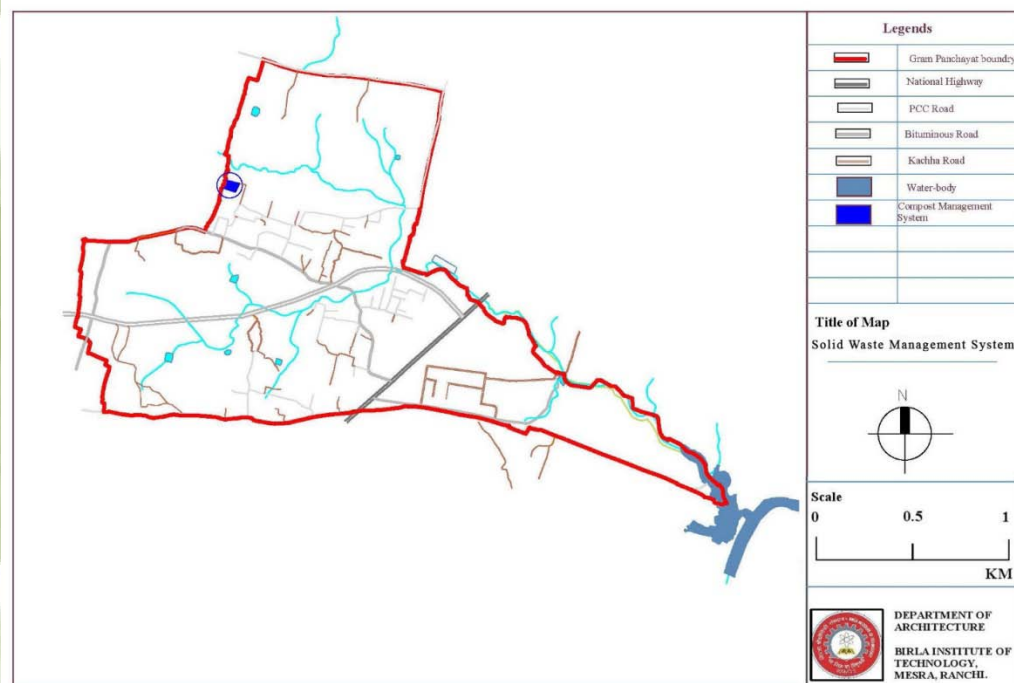 Legends
Gram Panchayat boundry
National Highway
PCC Road
Bituminous Road
Kachha Road
Water-body
Compost Management
System
Title of Map
Solid Waste Management System
N
Scale
0 0.5 1
KM
DEPARTMENT OF
ARCHITECTURE
BIRLA INSTITUTE OF
TECHNOLOGY,
MESRA, RANCHI.